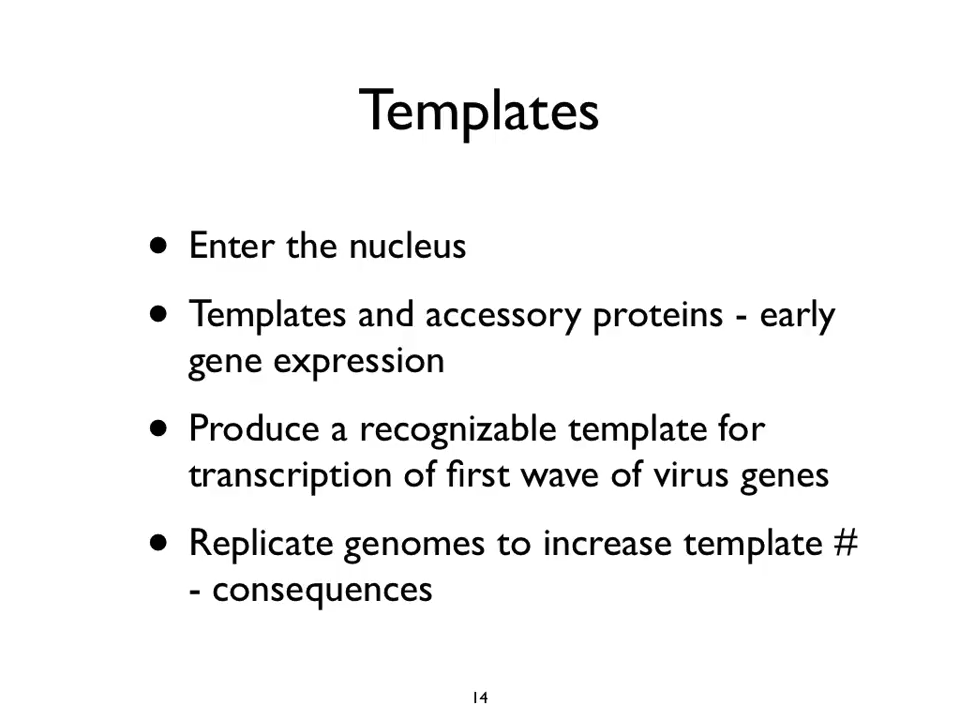 Templates
• Enter the nucleus
• Templates and accessory proteins - early
gene expression
• Produce a recognizable template for
transcription of first wave of virus genes
• Replicate genomes to increase template #
- consequences
14